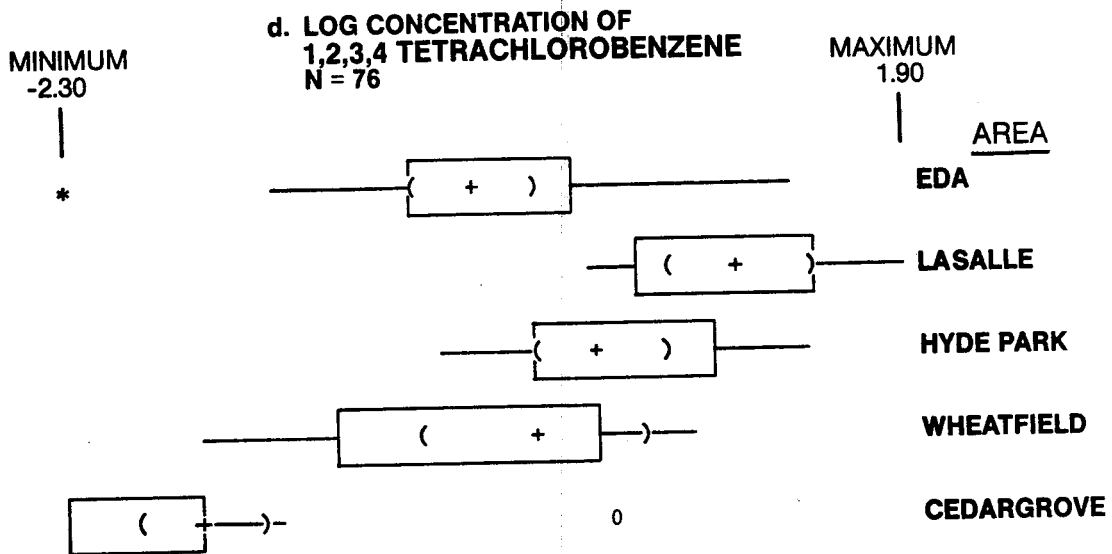 d. LOG CONCENTRATION OF
1,2,3,4 TETRACHLOROBENZENE
N = 76
MINIMUM
-2.30
MAXIMUM
1.90
AREA
* ( + ) EDA
( + ) LASALLE
( + ) HYDE PARK
( + ) WHEATFIELD
( + ) 0 CEDARGROVE